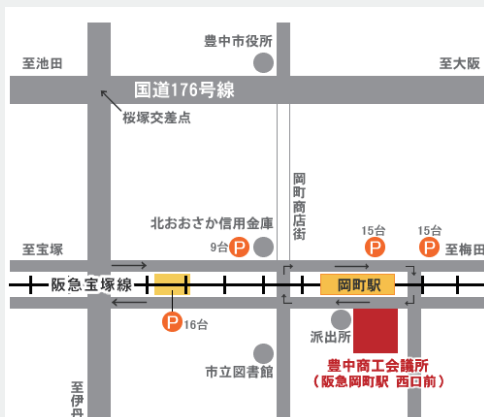 豊中市役所
至池田
至大阪
国道176号線
桜塚交差点
岡町商店街
北おおさか信用金庫
9台 P
15台
P
15台
P
至宝塚
至梅田
阪急宝塚線
岡町駅
P 16台
派出所
市立図書館
豊中商工会議所
(阪急岡町駅 西口前)
至伊丹